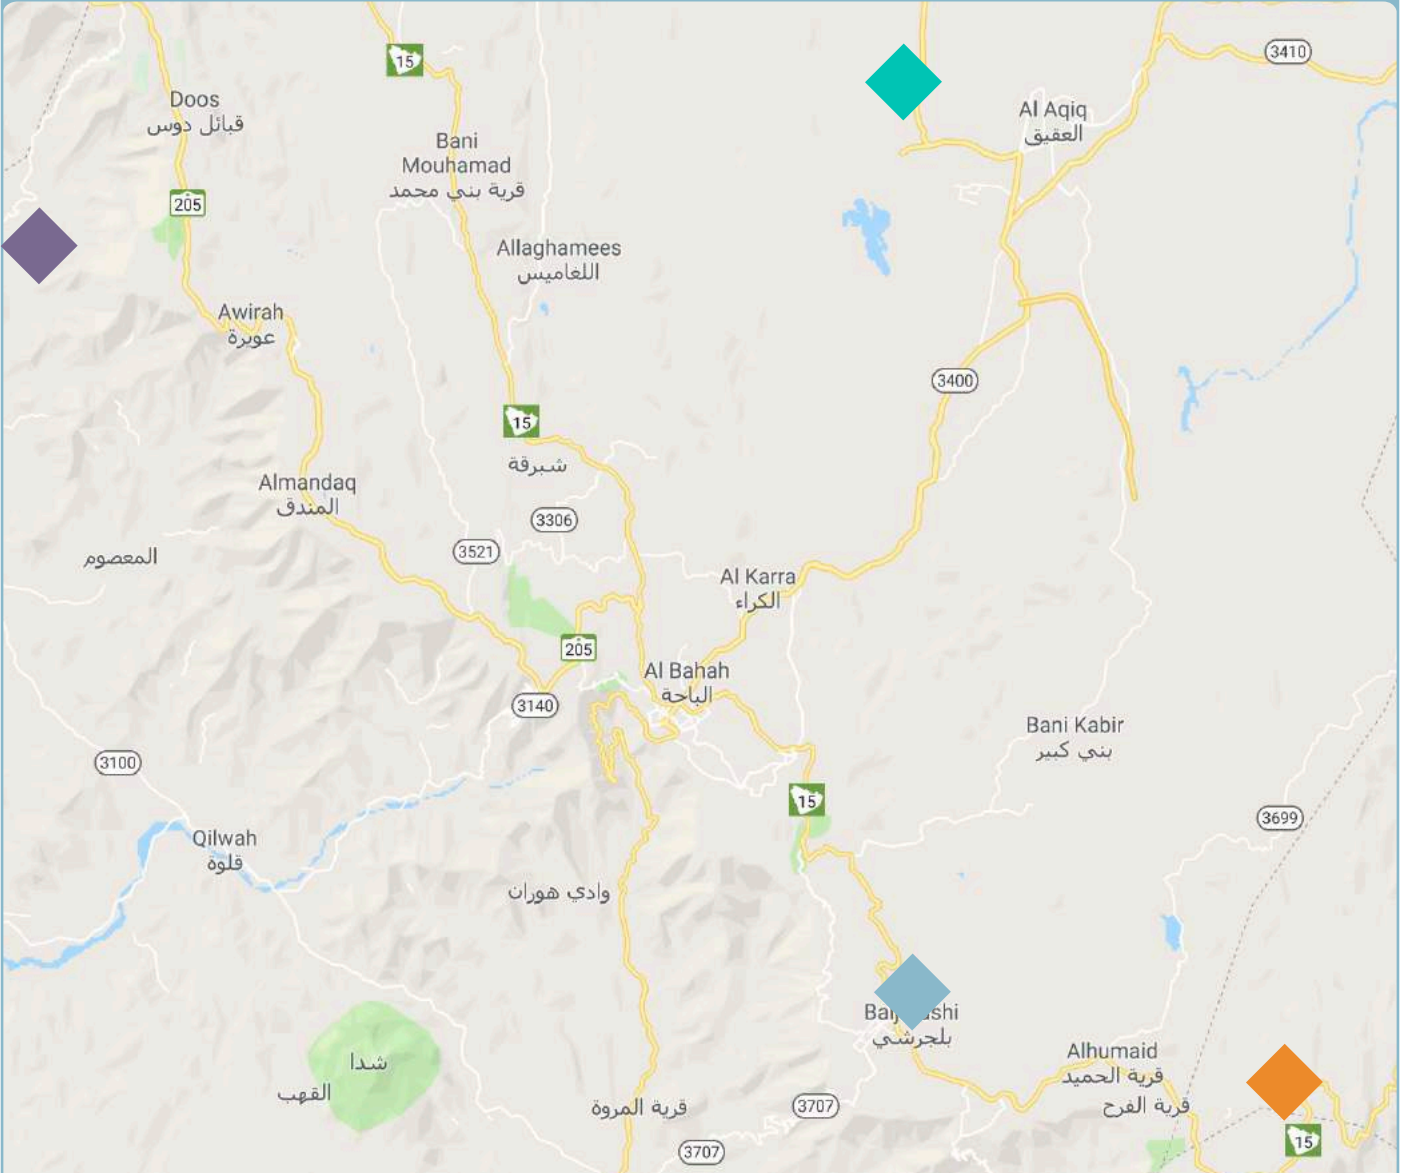 15
3410
Doos
قبائل دوس
Al Aqiq
العقيق
Bani
Mouhamad
قرية بني محمد
205
Allaghamees
اللغاميس
Awirah
عويرة
3400
15
شبرقة
Almandaq
المندق
3306
3521
المعصوم
Al Karra
الكراء
205
Al Bahah
الباحة
3140
Bani Kabir
بني كبير
3100
15
3699
Qilwah
قلوة
وادي هوران
بلجرشي
Alhumaid
قرية الحميد
شدا
القهب
قرية المروة
3707
قرية الفرح
15
3707